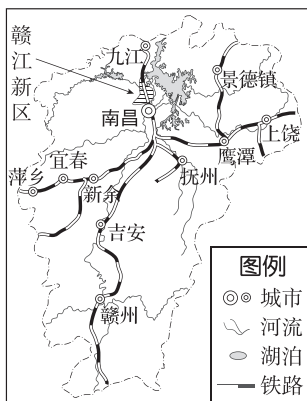 赣江新区
九江
景德镇
南昌
上饶
鹰潭
宜春
萍乡
抚州
新余
吉安
赣州
图例
城市
河流
湖泊
铁路